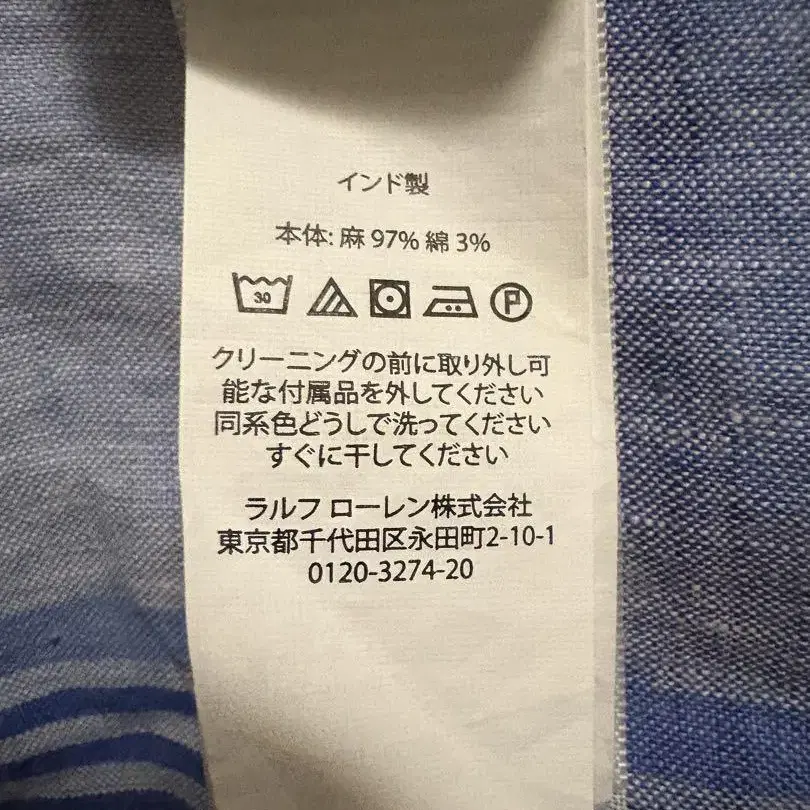 インド製
本体: 麻 97% 綿 3%
30 P
クリーニングの前に取り外し可
能な付属品を外してください
同系色どうしで洗ってください
すぐに干してください
ラルフ ローレン株式会社
東京都千代田区永田町2-10-1
0120-3274-20